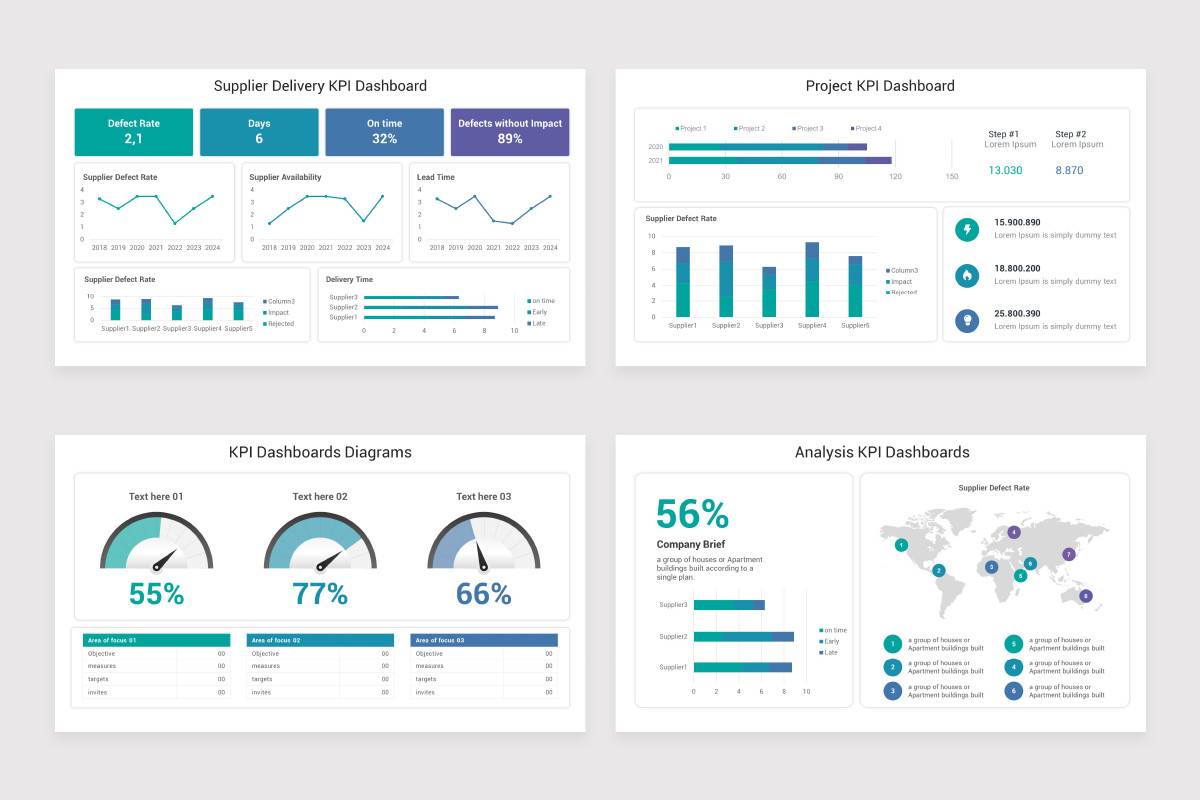 Supplier Delivery KPI Dashboard
Defect Rate
2,1
Days
6
On time
32%
Defects without Impact
89%
Supplier Defect Rate
4
3
2
1
0
2018 2019 2020 2021 2022 2023 2024
Supplier Availability
4
3
2
1
0
2018 2019 2020 2021 2022 2023 2024
Lead Time
4
3
2
1
0
2018 2019 2020 2021 2022 2023 2024
Supplier Defect Rate
10
5
0
Supplier1 Supplier2 Supplier3 Supplier4 Supplier5
Column3
Impact
Rejected
Delivery Time
Supplier3
Supplier2
Supplier1
0 2 4 6 8 10
on time
Early
Late
Project KPI Dashboard
Project 1 Project 2 Project 3 Project 4
2020
2021
0 30 60 90 120 150
Step #1
Lorem Ipsum
13.030
Step #2
Lorem Ipsum
8.870
Supplier Defect Rate
10
8
6
4
2
0
Supplier1 Supplier2 Supplier3 Supplier4 Supplier5
Column3
Impact
Rejected
15.900.890
Lorem Ipsum is simply dummy text
18.800.200
Lorem Ipsum is simply dummy text
25.800.390
Lorem Ipsum is simply dummy text
KPI Dashboards Diagrams
Text here 01
55%
Text here 02
77%
Text here 03
66%
Area of focus 01
Objective 00
measures 00
targets 00
invites 00
Area of focus 02
Objective 00
measures 00
targets 00
invites 00
Area of focus 03
Objective 00
measures 00
targets 00
invites 00
Analysis KPI Dashboards
56%
Company Brief
a group of houses or Apartment
buildings built according to a
single plan.
Supplier3
Supplier2
Supplier1
0 2 4 6 8 10
on time
Early
Late
Supplier Defect Rate
1
2
3
4
5
6
7
8
1
a group of houses or
Apartment buildings built
2
a group of houses or
Apartment buildings built
3
a group of houses or
Apartment buildings built
5
a group of houses or
Apartment buildings built
4
a group of houses or
Apartment buildings built
6
a group of houses or
Apartment buildings built